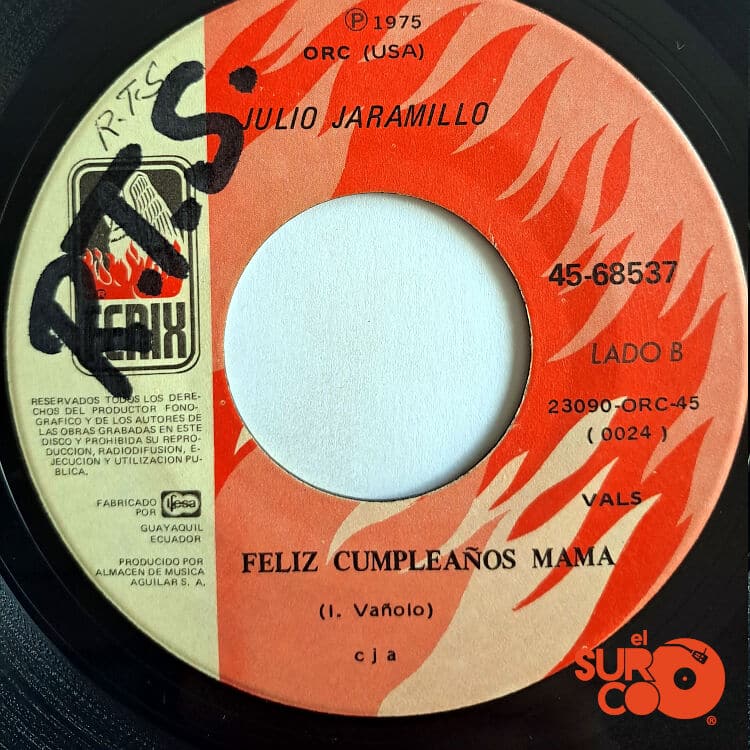 Ⓟ 1975
ORC (USA)
JULIO JARAMILLO
R.T.S
R.T.S.
FENIX
45-68537
LADO B
23090-ORC-45
( 0024 )
VALS
RESERVADOS TODOS LOS DERE-
CHOS DEL PRODUCTOR FONO-
GRAFICO Y DE LOS AUTORES DE
LAS OBRAS GRABADAS EN ESTE
DISCO Y PROHIBIDA SU REPRO-
DUCCION, RADIODIFUSION, E-
JECUCION Y UTILIZACION PU-
BLICA.
FABRICADO
POR
ifesa
GUAYAQUIL
ECUADOR
PRODUCIDO POR
ALMACEN DE MUSICA
AGUILAR S. A.
FELIZ CUMPLEAÑOS MAMA
(I. Vañolo)
c j a
el
SUR
CO
®